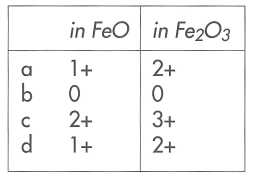 in FeO in Fe2O3
a 1+ 2+
b 0 0
c 2+ 3+
d 1+ 2+